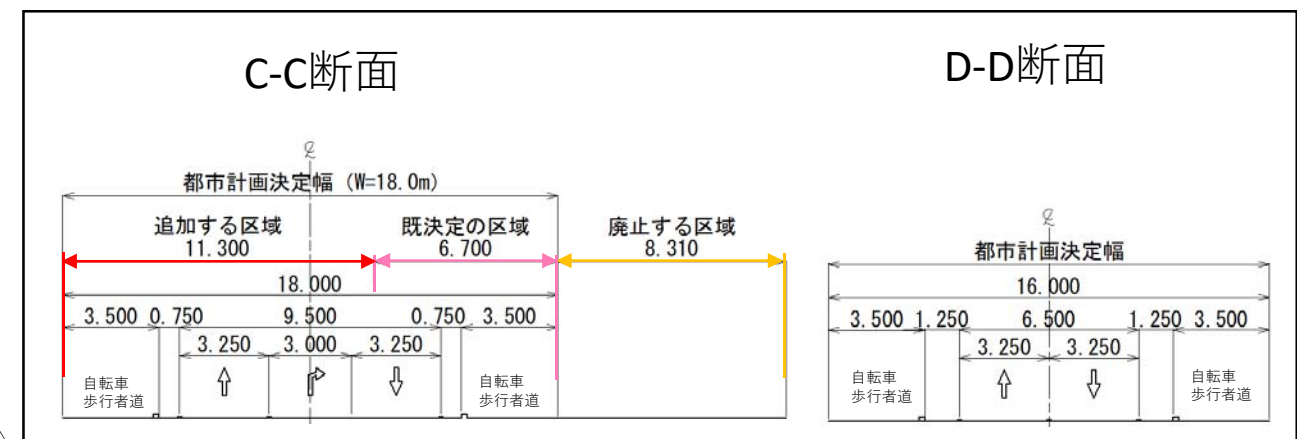 C-C断面
℄
都市計画決定幅 (W=18.0m)
追加する区域
11.300
既決定の区域
6.700
廃止する区域
8.310
18.000
3.500 0.750 9.500 0.750 3.500
3.250 3.000 3.250
自転車
歩行者道
自転車
歩行者道
D-D断面
℄
都市計画決定幅
16.000
3.500 1.250 6.500 1.250 3.500
3.250 3.250
自転車
歩行者道
自転車
歩行者道